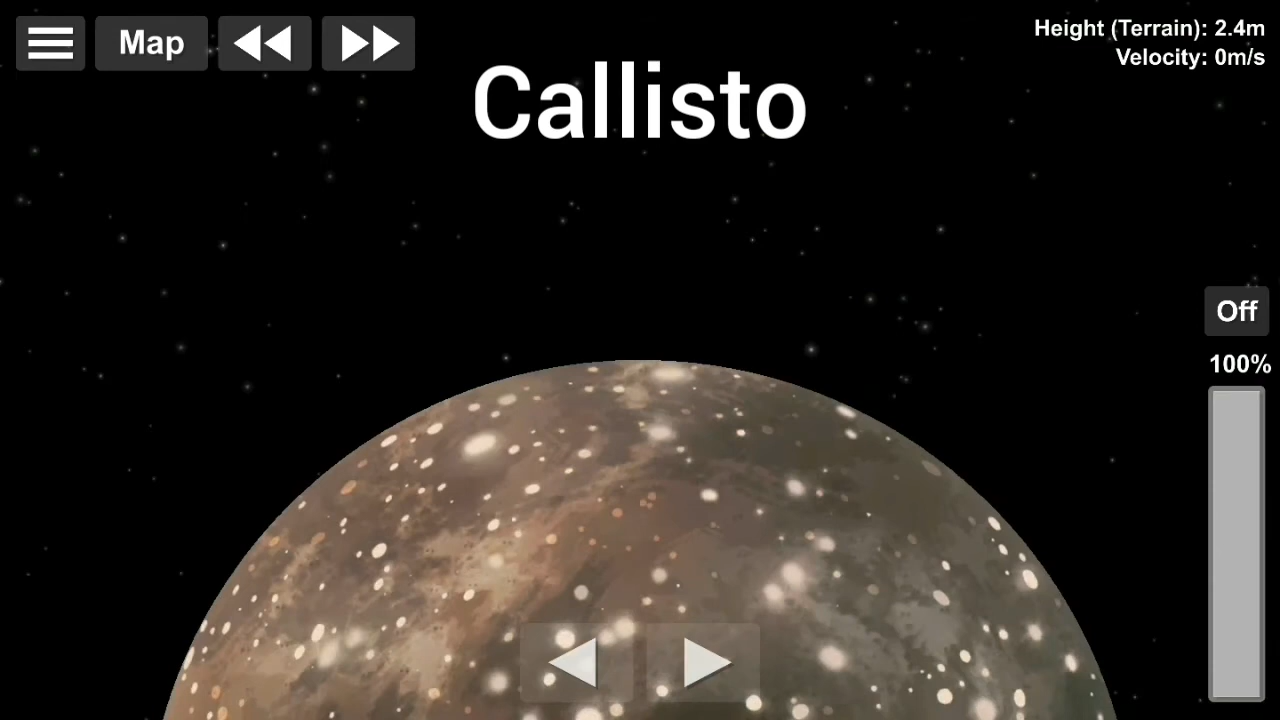 Map
Height (Terrain): 2.4m
Velocity: 0m/s
Callisto
Off
100%